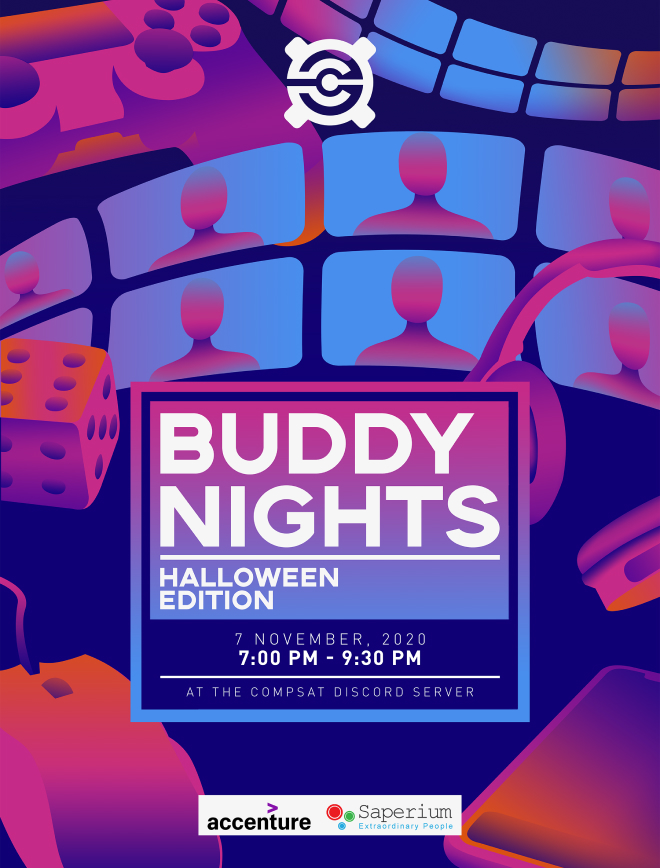 BUDDY
NIGHTS
HALLOWEEN
EDITION
7 NOVEMBER, 2020
7:00 PM - 9:30 PM
AT THE COMPSAT DISCORD SERVER
accenture
Saperium
Extraordinary People